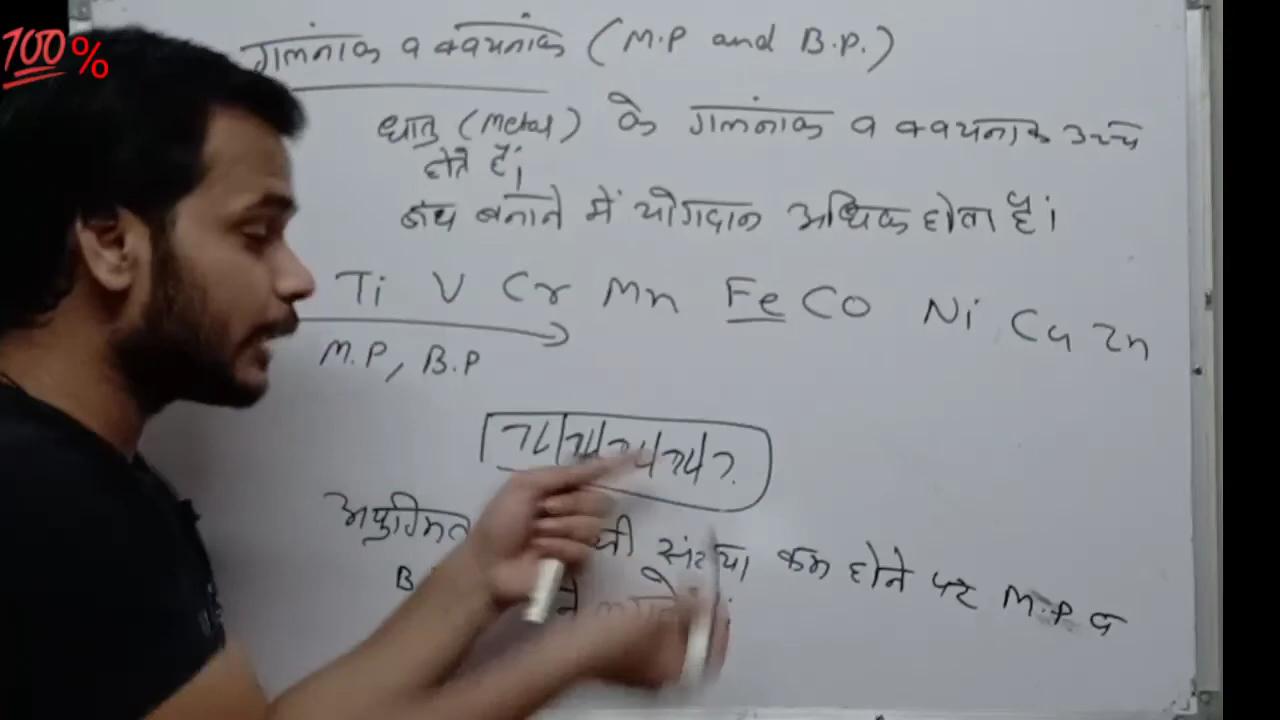 100%
गलनांक व क्वथनांक (M.P and B.P.)
धातु (Metal) के गलनांक व क्वथनांक उच्च
होते हैं।
बंध बनाने में योगदान अधिक होता है।
Ti V Cr Mn Fe Co Ni Cu Zn
M.P, B.P
अयुग्मित संख्या कम होने पर M.P व
B